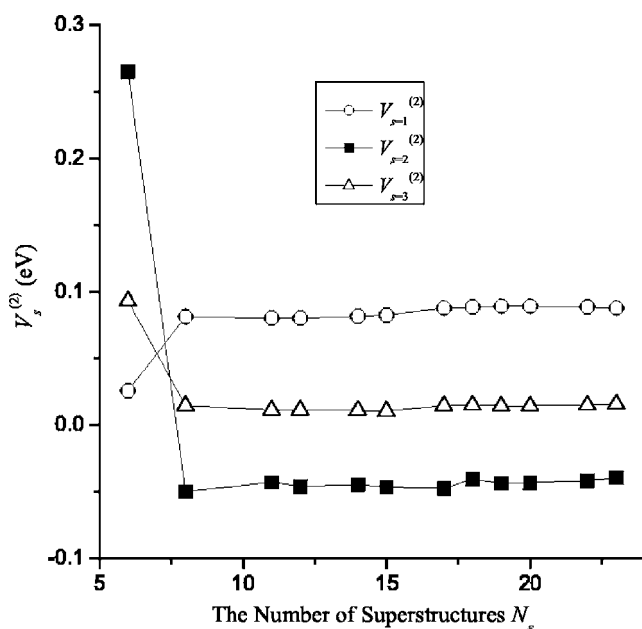 0.3
V_{s=1}^{(2)}
V_{s=2}^{(2)}
V_{s=3}^{(2)}
0.2
0.1
0.0
-0.1
V_s^{(2)} (eV)
5 10 15 20
The Number of Superstructures N_s